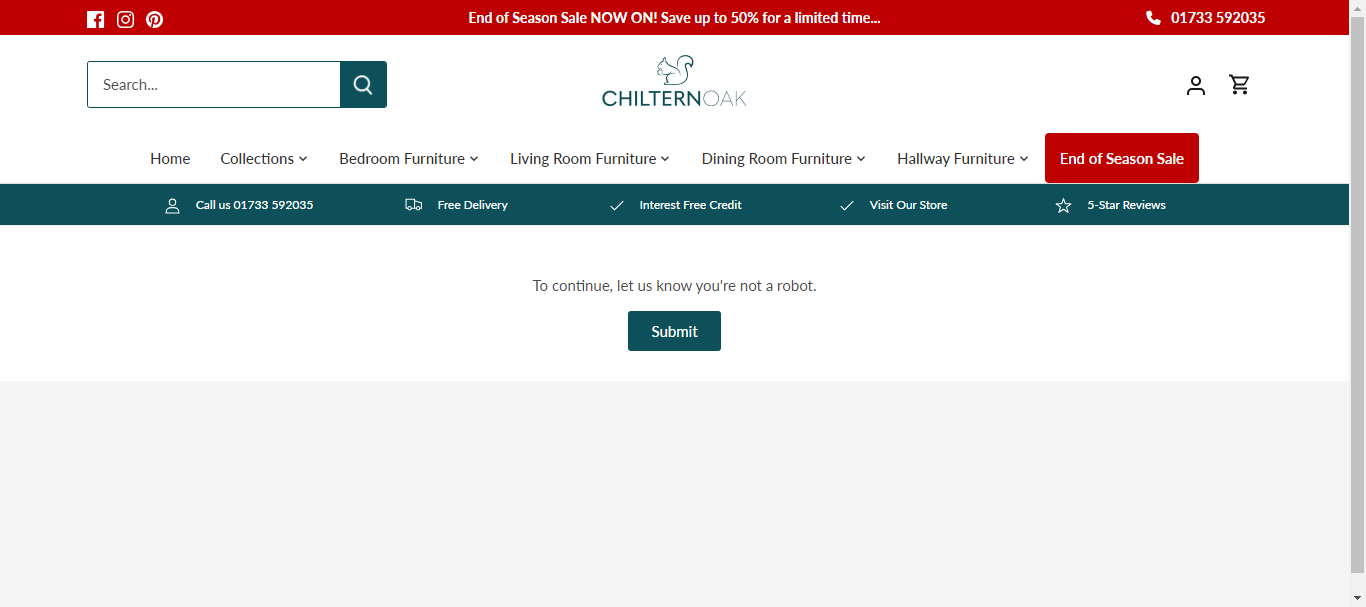 End of Season Sale NOW ON! Save up to 50% for a limited time...
01733 592035
Search...
CHILTERNOAK
Home
Collections
Bedroom Furniture
Living Room Furniture
Dining Room Furniture
Hallway Furniture
End of Season Sale
Call us 01733 592035
Free Delivery
Interest Free Credit
Visit Our Store
5-Star Reviews
To continue, let us know you're not a robot.
Submit